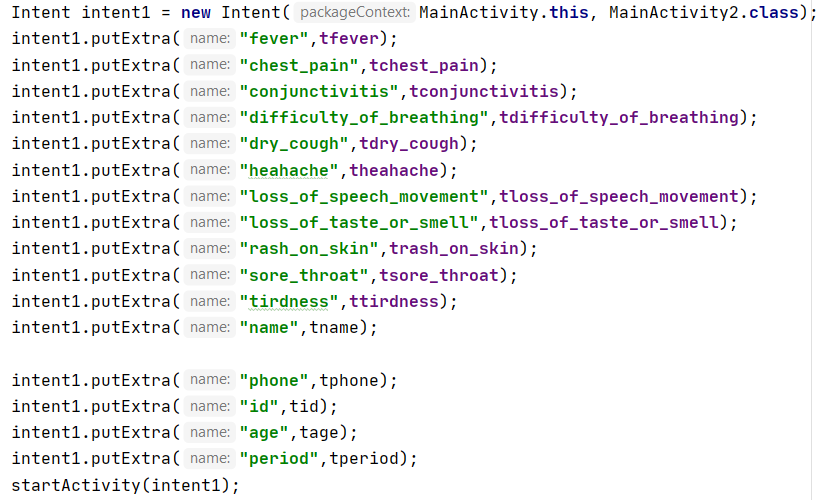 Intent intent1 = new Intent( packageContext: MainActivity.this, MainActivity2.class);
intent1.putExtra( name: "fever",tfever);
intent1.putExtra( name: "chest_pain",tchest_pain);
intent1.putExtra( name: "conjunctivitis",tconjunctivitis);
intent1.putExtra( name: "difficulty_of_breathing",tdifficulty_of_breathing);
intent1.putExtra( name: "dry_cough",tdry_cough);
intent1.putExtra( name: "heahache",theahache);
intent1.putExtra( name: "loss_of_speech_movement",tloss_of_speech_movement);
intent1.putExtra( name: "loss_of_taste_or_smell",tloss_of_taste_or_smell);
intent1.putExtra( name: "rash_on_skin",trash_on_skin);
intent1.putExtra( name: "sore_throat",tsore_throat);
intent1.putExtra( name: "tirdness",ttirdness);
intent1.putExtra( name: "name",tname);
intent1.putExtra( name: "phone",tphone);
intent1.putExtra( name: "id",tid);
intent1.putExtra( name: "age",tage);
intent1.putExtra( name: "period",tperiod);
startActivity(intent1);